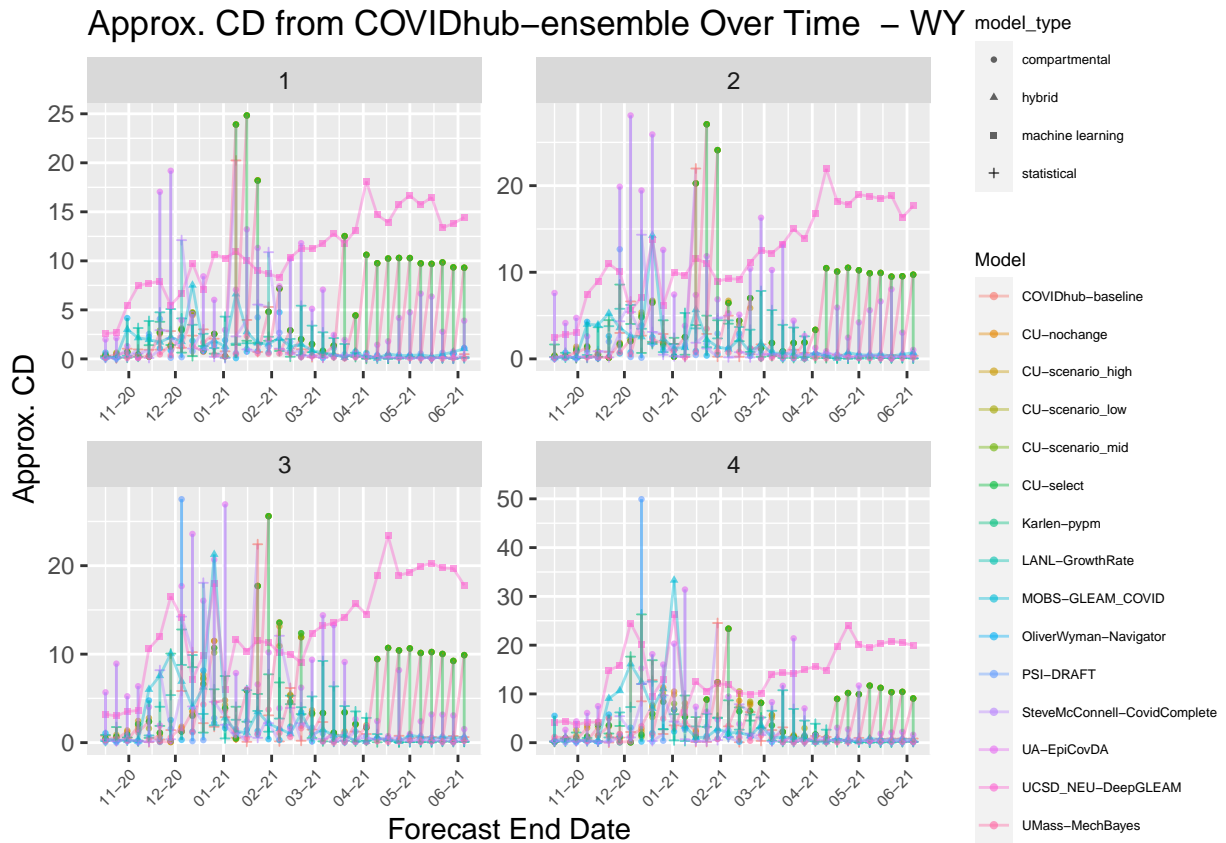 Approx. CD from COVIDhub−ensemble Over Time − WY
model_type
compartmental
hybrid
machine learning
statistical
Model
COVIDhub−baseline
CU−nochange
CU−scenario_high
CU−scenario_low
CU−scenario_mid
CU−select
Karlen−pypm
LANL−GrowthRate
MOBS−GLEAM_COVID
OliverWyman−Navigator
PSI−DRAFT
SteveMcConnell−CovidComplete
UA−EpiCovDA
UCSD_NEU−DeepGLEAM
UMass−MechBayes
Approx. CD
1
25
20
15
10
5
0
11−20 12−20 01−21 02−21 03−21 04−21 05−21 06−21
2
20
10
0
11−20 12−20 01−21 02−21 03−21 04−21 05−21 06−21
3
20
10
0
11−20 12−20 01−21 02−21 03−21 04−21 05−21 06−21
4
50
40
30
20
10
0
11−20 12−20 01−21 02−21 03−21 04−21 05−21 06−21
Forecast End Date